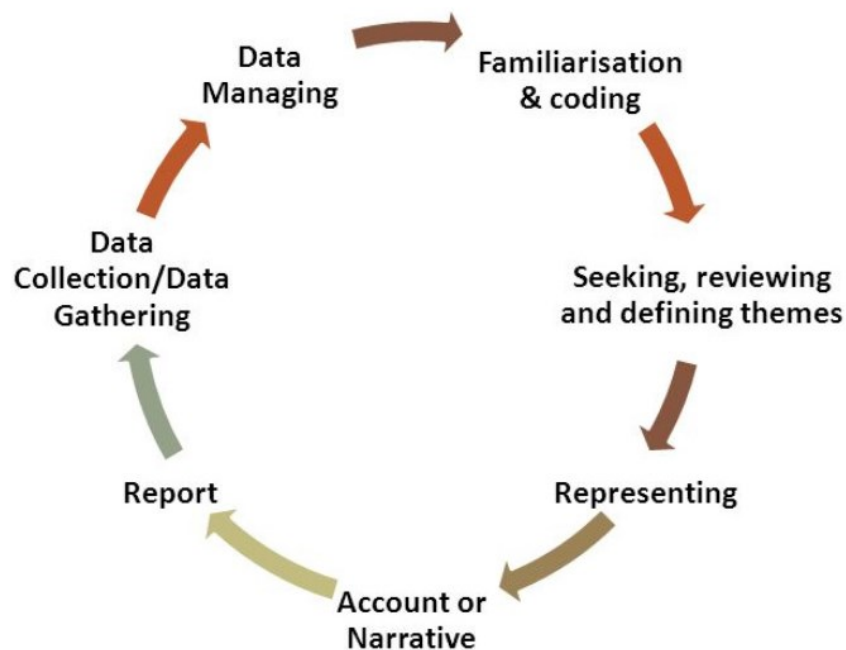 Data
Managing
Familiarisation
& coding
Seeking, reviewing
and defining themes
Representing
Account or
Narrative
Report
Data
Collection/Data
Gathering